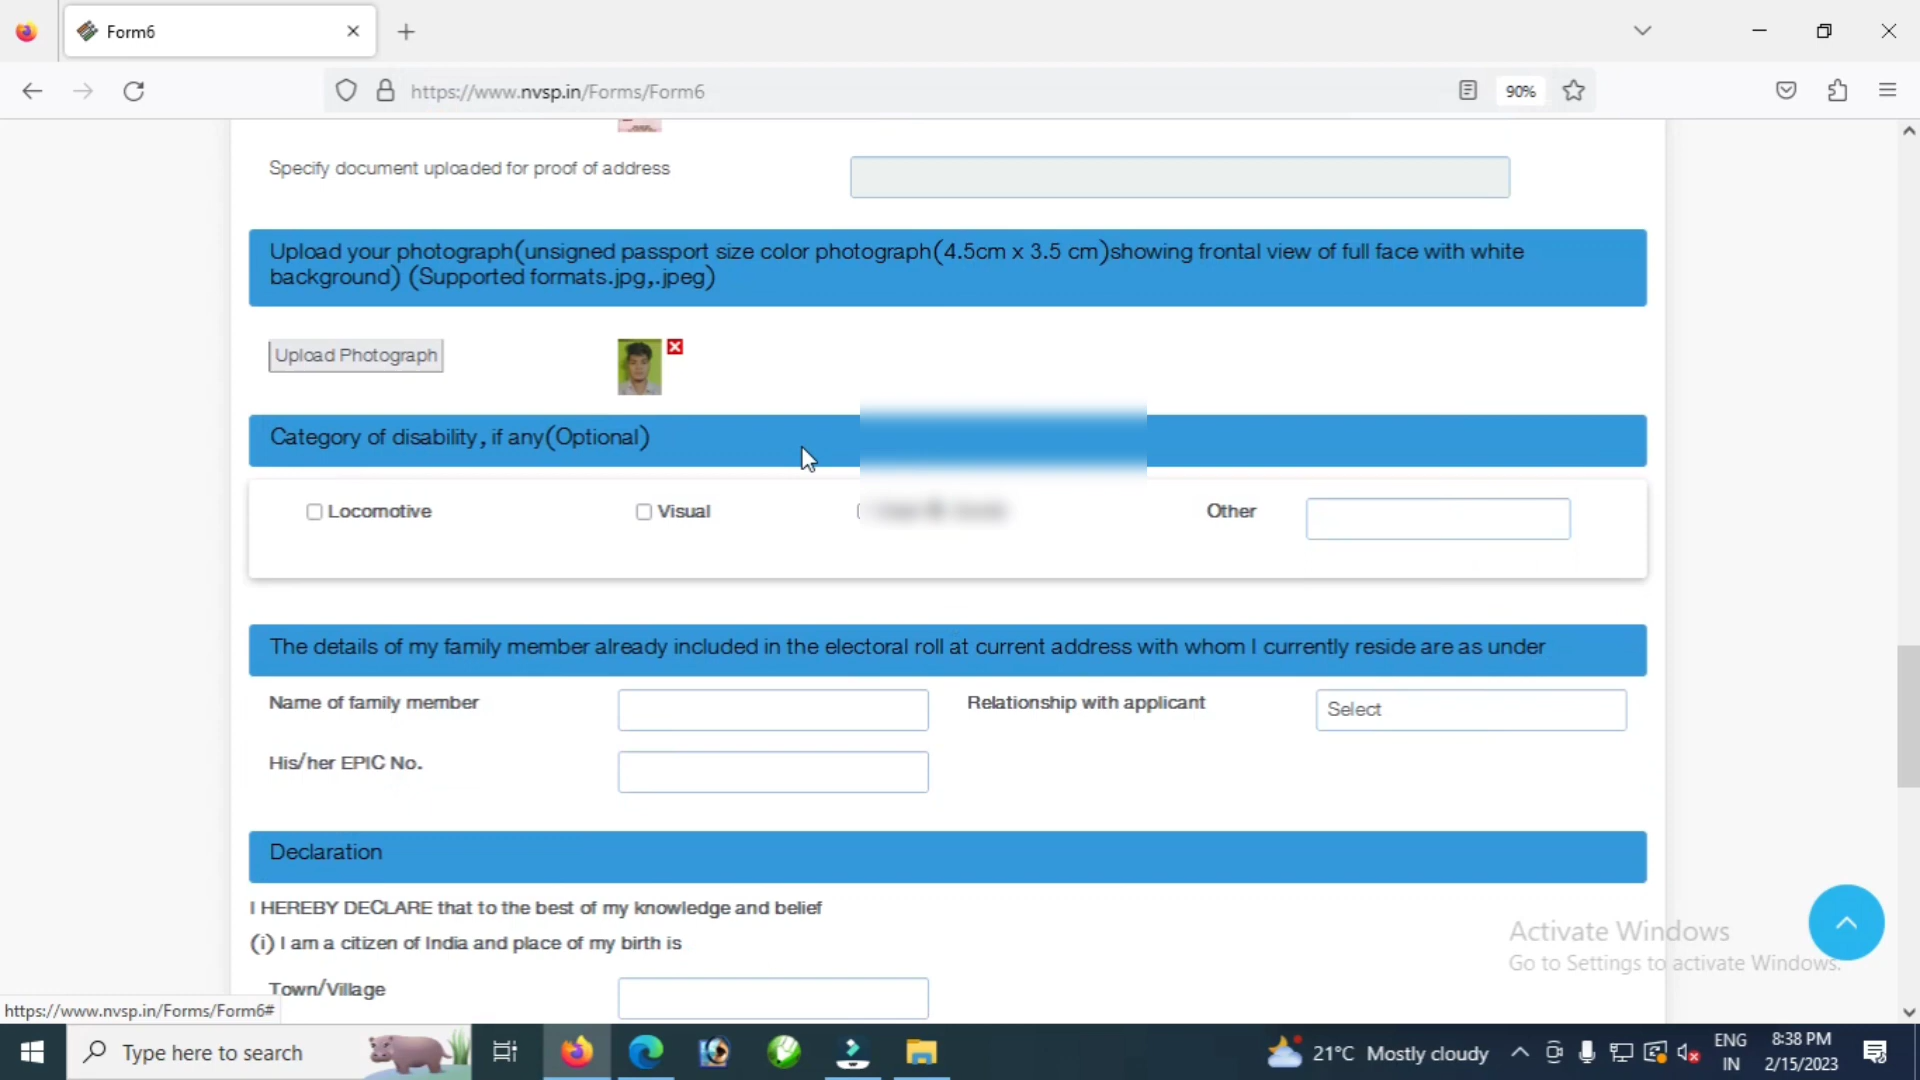 Form6
https://www.nvsp.in/Forms/Form6
90%
Specify document uploaded for proof of address
Upload your photograph(unsigned passport size color photograph(4.5cm x 3.5 cm)showing frontal view of full face with white
background) (Supported formats.jpg,.jpeg)
Upload Photograph
Category of disability, if any(Optional)
Locomotive Visual Other
The details of my family member already included in the electoral roll at current address with whom I currently reside are as under
Name of family member Relationship with applicant Select
His/her EPIC No.
Declaration
I HEREBY DECLARE that to the best of my knowledge and belief
(i) I am a citizen of India and place of my birth is
Activate Windows
Go to Settings to activate Windows.
Town/Village
https://www.nvsp.in/Forms/Form6#
Type here to search
21°C Mostly cloudy
ENG
IN
8:38 PM
2/15/2023